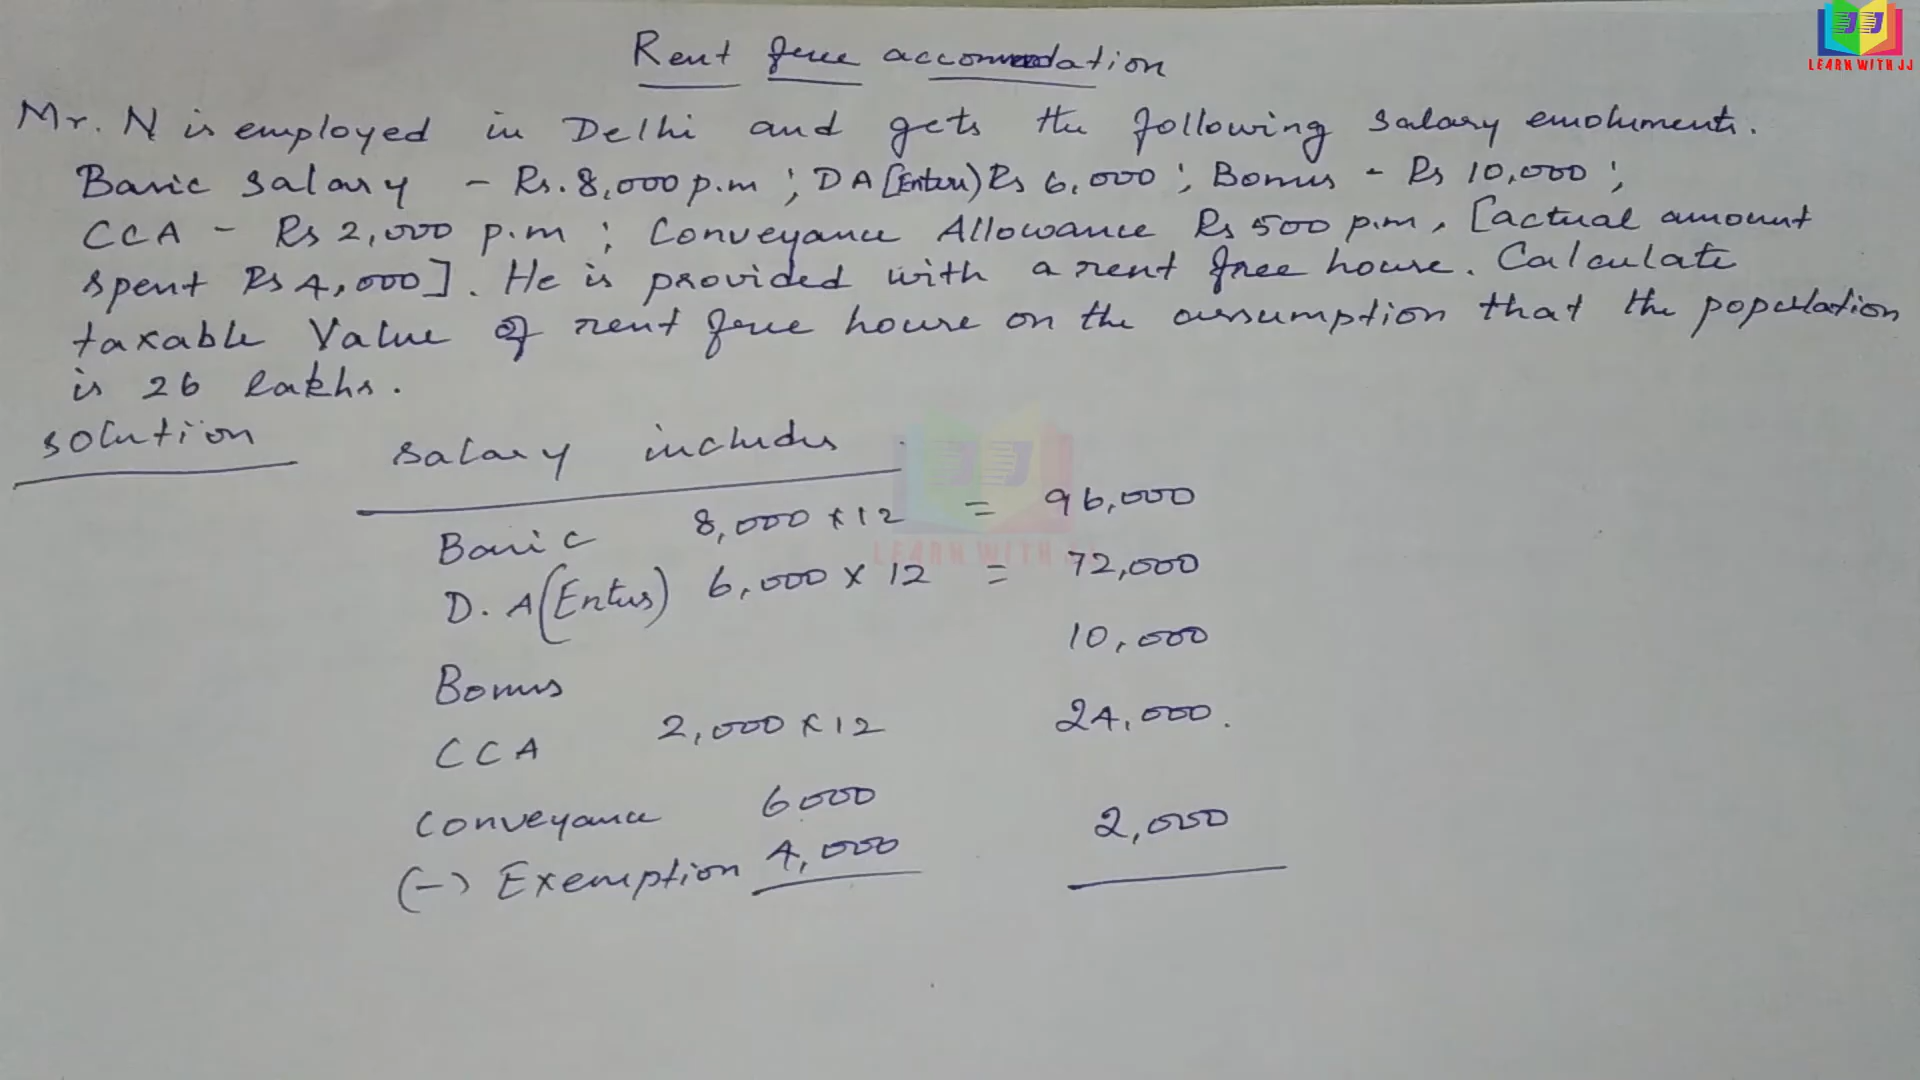 LEARN WITH JJ
Rent free accommodation
Mr. N is employed in Delhi and gets the following salary emoluments.
Basic Salary - Rs. 8,000 p.m ; DA [Enters) Rs 6,000 ; Bonus - Rs 10,000 ;
CCA - Rs 2,000 p.m ; Conveyance Allowance Rs 500 p.m, [actual amount
spent Rs 4,000]. He is provided with a rent free house. Calculate
taxable Value of rent free house on the assumption that the population
is 26 lakhs.
solution
salary includes
Basic 8,000 × 12 = 96,000
D.A (Enters) 6,000 × 12 = 72,000
Bonus 10,000
CCA 2,000 × 12 24,000.
Conveyance 6000
(-) Exemption 4,000 2,000
LEARN WITH JJ